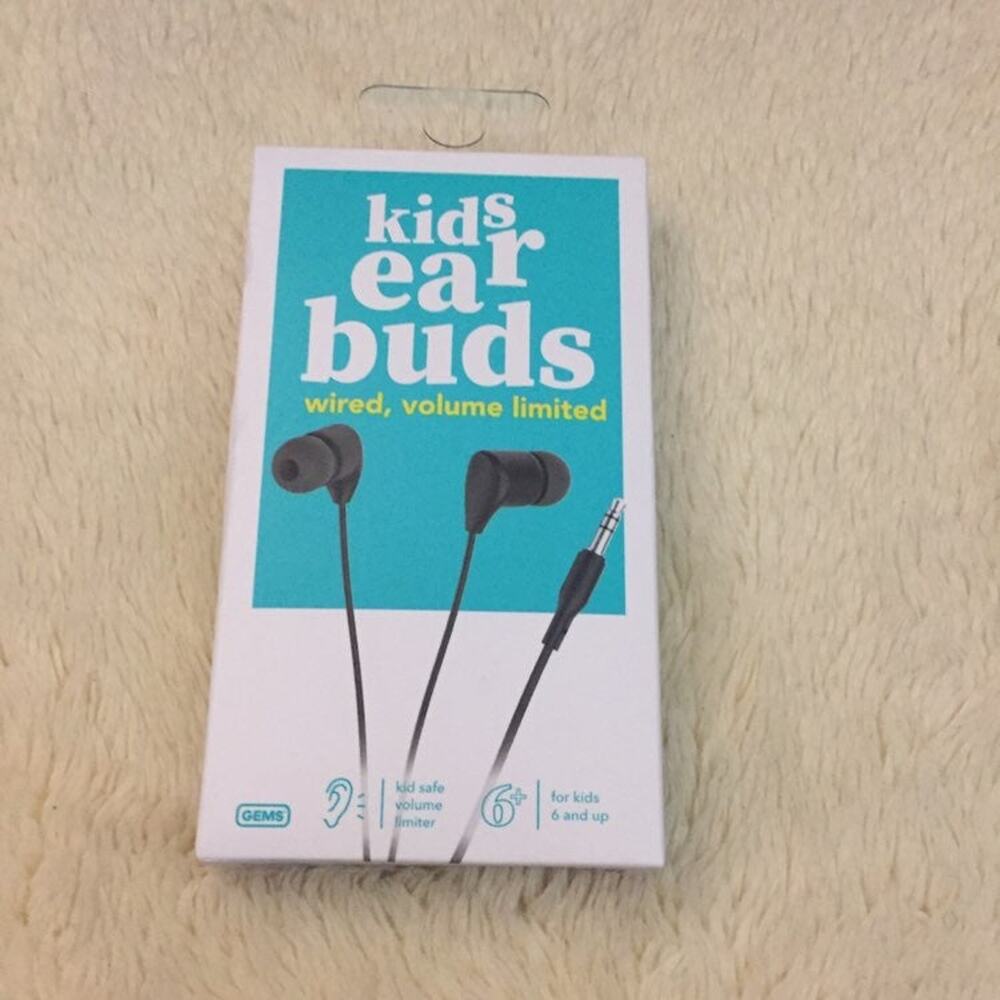 kids
ear
buds
wired, volume limited
GEMS
kid safe
volume
limiter
6+
for kids
6 and up